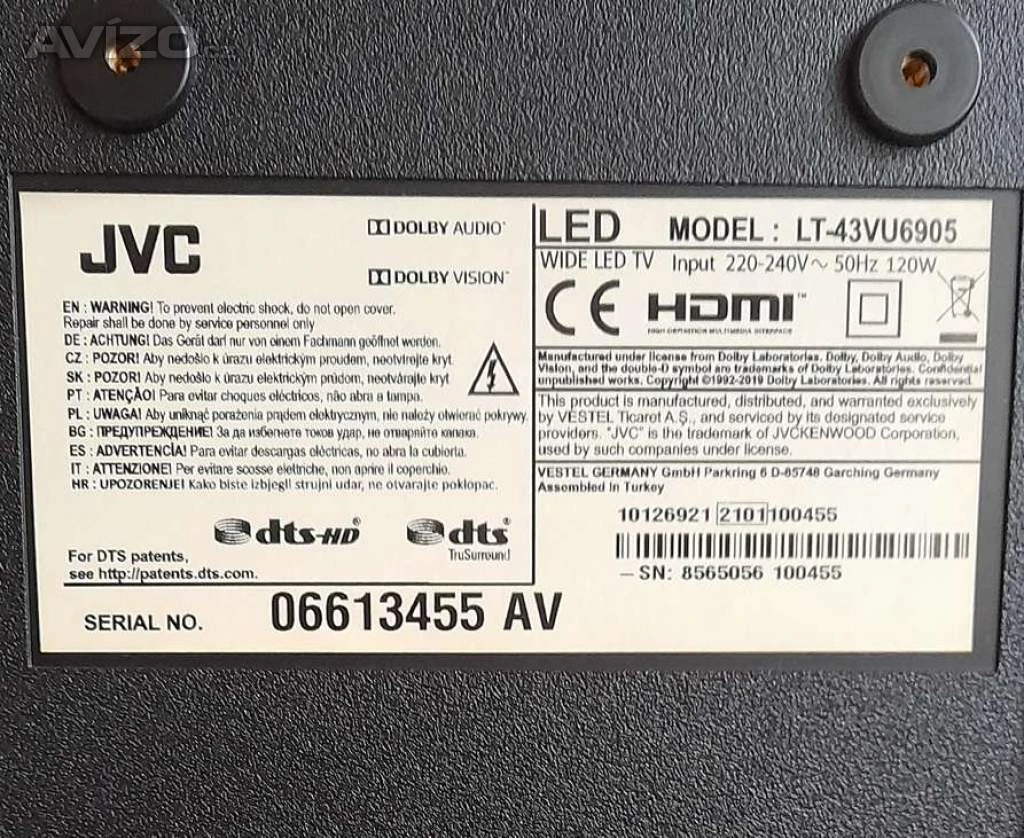 AVÍZO
JVC
DOLBY AUDIO™
DOLBY VISION™
EN : WARNING! To prevent electric shock, do not open cover.
Repair shall be done by service personnel only
DE : ACHTUNG! Das Gerät darf nur von einem Fachmann geöffnet werden.
CZ : POZOR! Aby nedošlo k úrazu elektrickým proudem, neotvírejte kryt.
SK : POZOR! Aby nedošlo k úrazu elektrickým prúdom, neotvárajte kryt
PT : ATENÇÃO! Para evitar choques eléctricos, não abra a tampa.
PL : UWAGA! Aby uniknąć porażenia prądem elektrycznym, nie należy otwierać pokrywy.
BG : ПРЕДУПРЕЖДЕНИЕ! За да избегнете токов удар, не отваряйте капака.
ES : ADVERTENCIA! Para evitar descargas eléctricas, no abra la cubierta.
IT : ATTENZIONE! Per evitare scosse elettriche, non aprire il coperchio.
HR : UPOZORENJE! Kako biste izbjegli strujni udar, ne otvarajte poklopac.
dts-HD®
dts®
TruSurround
For DTS patents,
see http://patents.dts.com.
LED MODEL : LT-43VU6905
WIDE LED TV Input 220-240V~ 50Hz 120W
CE HDMI™
HIGH DEFINITION MULTIMEDIA INTERFACE
Manufactured under license from Dolby Laboratories. Dolby, Dolby Audio, Dolby
Vision, and the double-D symbol are trademarks of Dolby Laboratories. Confidential
unpublished works. Copyright ©1992-2019 Dolby Laboratories. All rights reserved.
This product is manufactured, distributed, and warranted exclusively
by VESTEL Ticaret A.Ş., and serviced by its designated service
providers. "JVC" is the trademark of JVCKENWOOD Corporation,
used by such companies under license.
VESTEL GERMANY GmbH Parkring 6 D-85748 Garching Germany
Assembled in Turkey
10126921 2101 100455
– SN: 8565056 100455
SERIAL NO. 06613455 AV